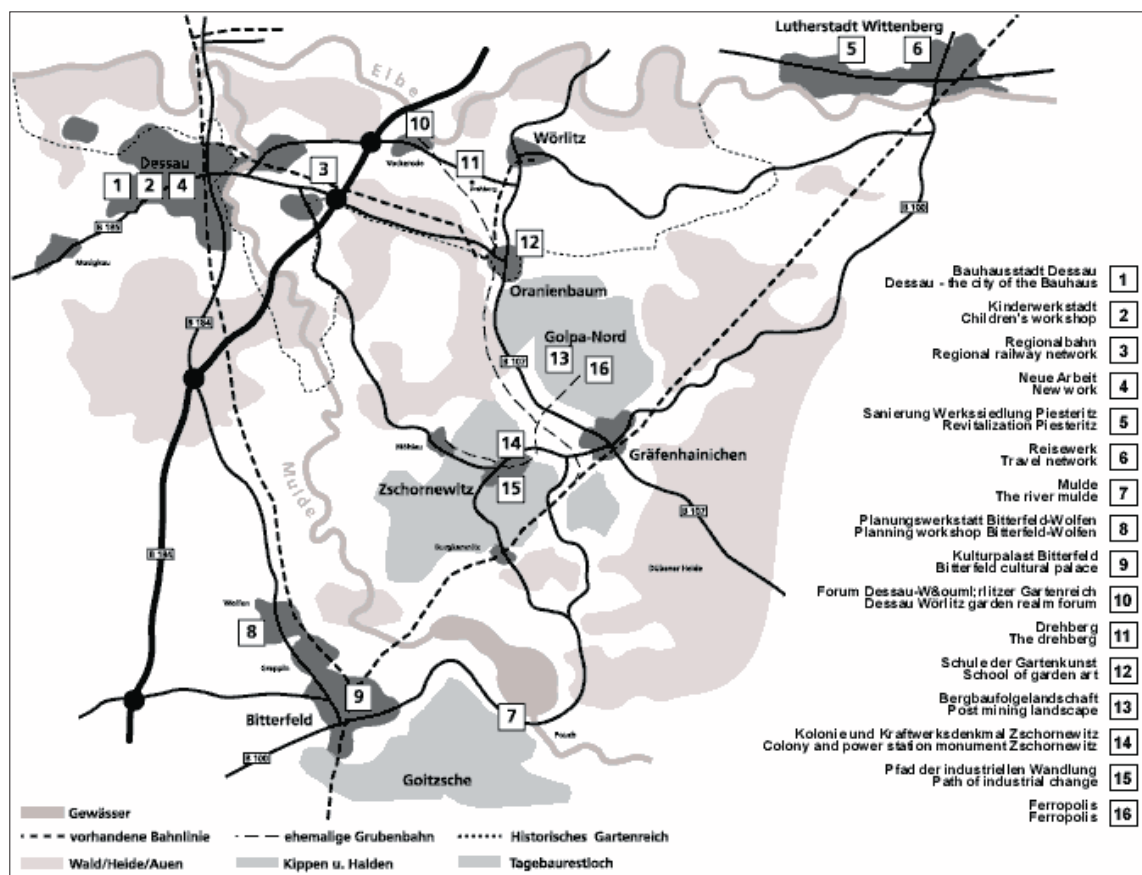 Lutherstadt Wittenberg
5
6
Elbe
10
Vockerode
Wörlitz
11
Drehberg
Dessau
1
2
4
3
B 185
Mosigkau
B 100
12
Oranienbaum
B 184
Golpa-Nord
13
16
B 107
Möhlau
14
Gräfenhainichen
Zschornewitz
15
Mulde
B 107
Burgkemnitz
Dübener Heide
Wolfen
8
Greppin
9
Bitterfeld
7
Pouch
B 100
Goitzsche
Bauhausstadt Dessau
Dessau - the city of the Bauhaus
1
Kinderwerkstadt
Children's workshop
2
Regionalbahn
Regional railway network
3
Neue Arbeit
New work
4
Sanierung Werkssiedlung Piesteritz
Revitalization Piesteritz
5
Reisewerk
Travel network
6
Mulde
The river mulde
7
Planungswerkstatt Bitterfeld-Wolfen
Planning workshop Bitterfeld-Wolfen
8
Kulturpalast Bitterfeld
Bitterfeld cultural palace
9
Forum Dessau-W&ouml;rlitzer Gartenreich
Dessau Wörlitz garden realm forum
10
Drehberg
The drehberg
11
Schule der Gartenkunst
School of garden art
12
Bergbaufolgelandschaft
Post mining landscape
13
Kolonie und Kraftwerksdenkmal Zschornewitz
Colony and power station monument Zschornewitz
14
Pfad der industriellen Wandlung
Path of industrial change
15
Ferropolis
Ferropolis
16
Gewässer
vorhandene Bahnlinie
ehemalige Grubenbahn
Historisches Gartenreich
Wald/Heide/Auen
Kippen u. Halden
Tagebaurestloch